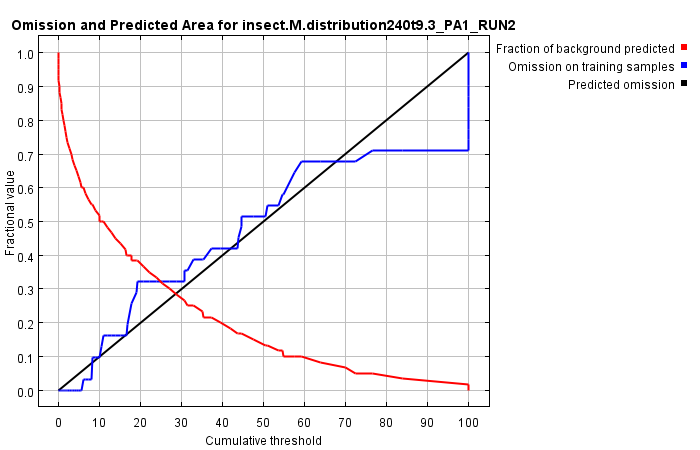 Omission and Predicted Area for insect.M.distribution240t9.3_PA1_RUN2
Fraction of background predicted
Omission on training samples
Predicted omission
Fractional value
1.0
0.9
0.8
0.7
0.6
0.5
0.4
0.3
0.2
0.1
0.0
0 10 20 30 40 50 60 70 80 90 100
Cumulative threshold